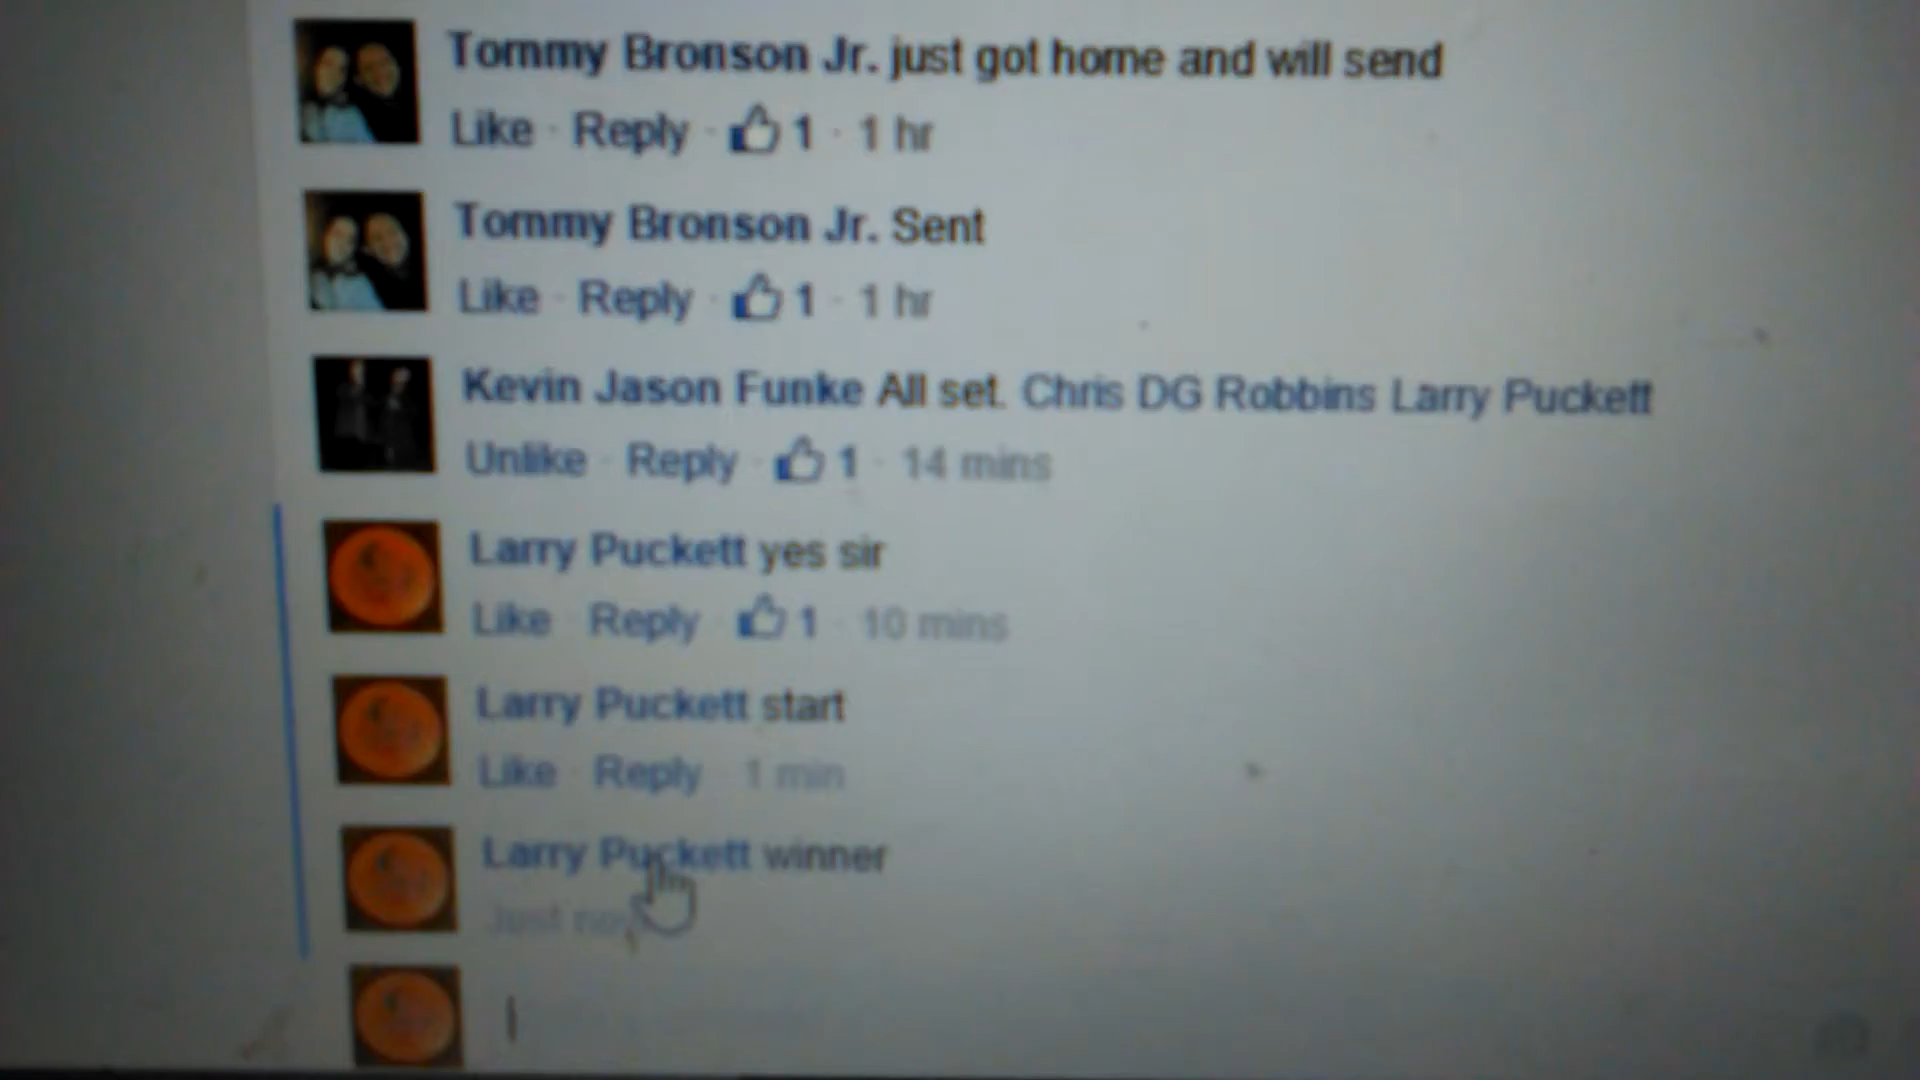 Tommy Bronson Jr. just got home and will send
Like · Reply · 1 · 1 hr
Tommy Bronson Jr. Sent
Like · Reply · 1 · 1 hr
Kevin Jason Funke All set. Chris DG Robbins Larry Puckett
Unlike · Reply · 1 · 14 mins
Larry Puckett yes sir
Like · Reply · 1 · 10 mins
Larry Puckett start
Like · Reply · 1 min
Larry Puckett winner
Just now